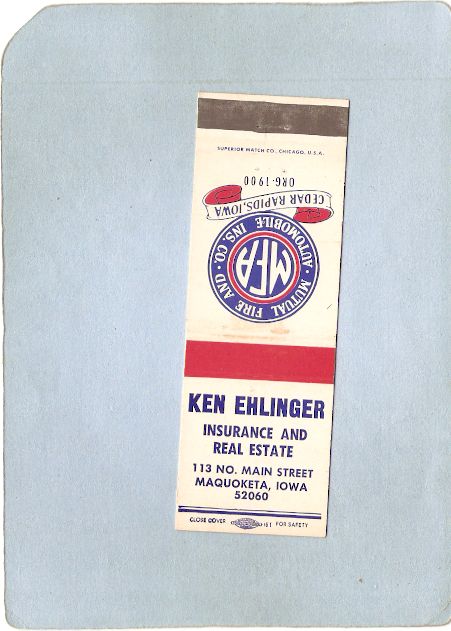 SUPERIOR MATCH CO., CHICAGO, U.S.A.
ORG. 1900
CEDAR RAPIDS, IOWA
MUTUAL FIRE AND AUTOMOBILE INS. CO.
MFA
KEN EHLINGER
INSURANCE AND
REAL ESTATE
113 NO. MAIN STREET
MAQUOKETA, IOWA
52060
CLOSE COVER FOR SAFETY